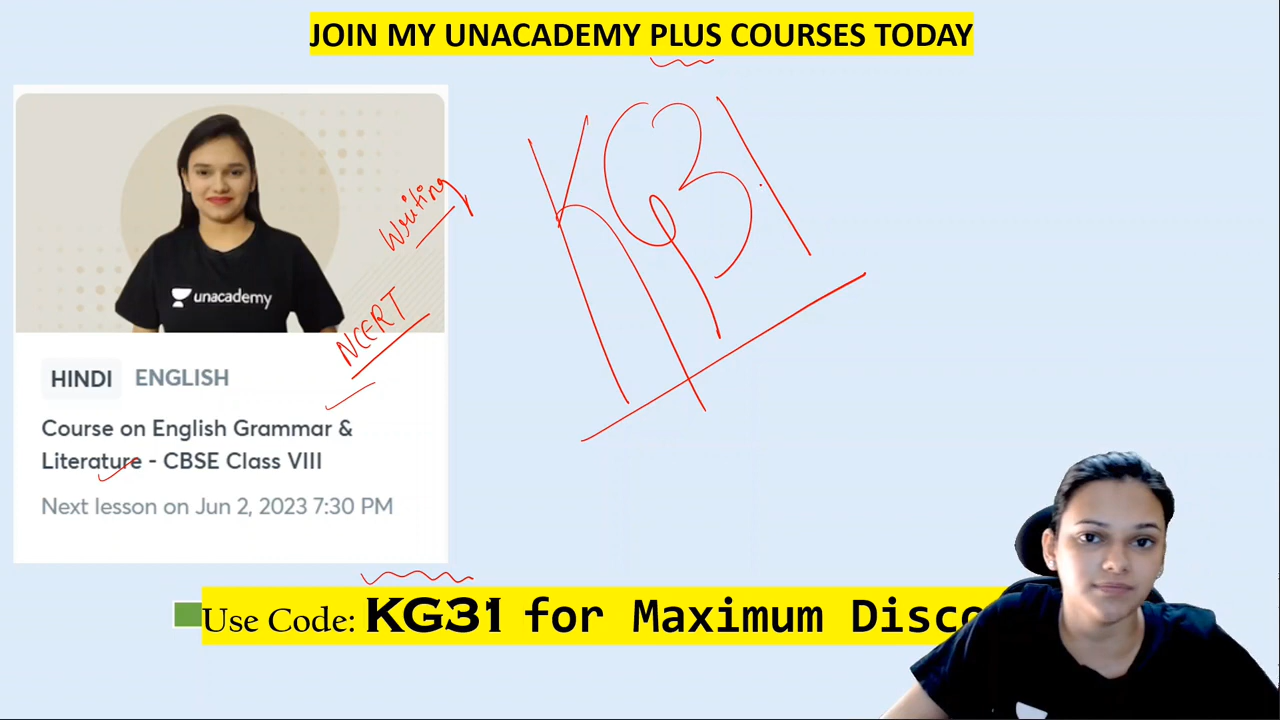 JOIN MY UNACADEMY PLUS COURSES TODAY
KG31
Writing
unacademy
NCERT
HINDI ENGLISH
Course on English Grammar &
Literature - CBSE Class VIII
Next lesson on Jun 2, 2023 7:30 PM
Use Code: KG31 for Maximum Disco